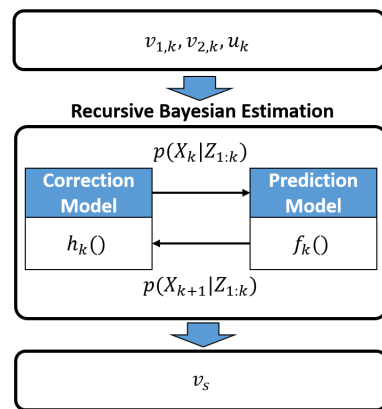 v_{1,k}, v_{2,k}, u_k
Recursive Bayesian Estimation
p(X_k|Z_{1:k})
Correction Model
Prediction Model
h_k()
f_k()
p(X_{k+1}|Z_{1:k})
v_s